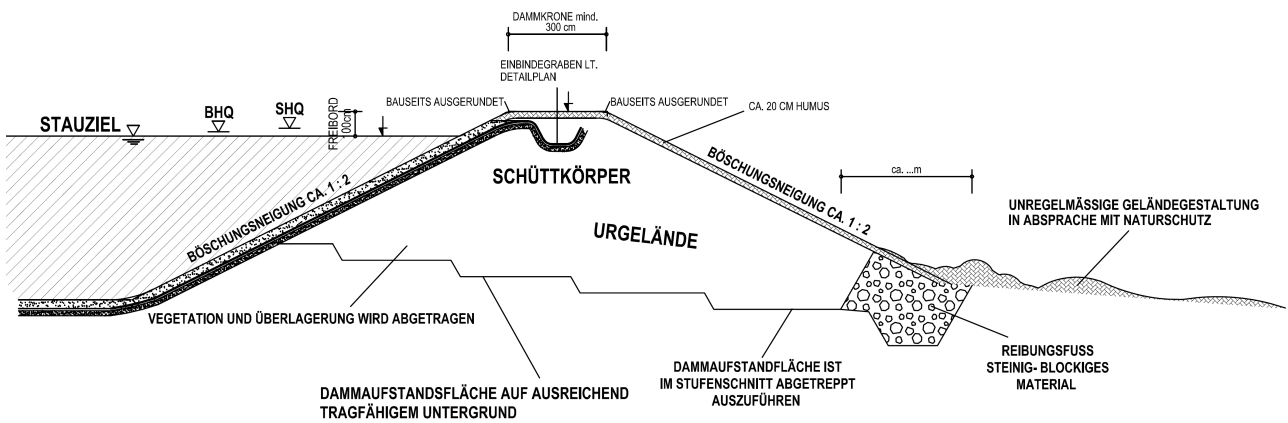 DAMMKRONE mind.
300 cm
EINBINDEGRABEN LT.
DETAILPLAN
BAUSEITS AUSGERUNDET
BAUSEITS AUSGERUNDET
CA. 20 CM HUMUS
STAUZIEL
BHQ
SHQ
FREIBORD
00cm
BÖSCHUNGSNEIGUNG CA. 1 : 2
BÖSCHUNGSNEIGUNG CA. 1 : 2
SCHÜTTKÖRPER
URGELÄNDE
ca. ...m
UNREGELMÄSSIGE GELÄNDEGESTALTUNG
IN ABSPRACHE MIT NATURSCHUTZ
VEGETATION UND ÜBERLAGERUNG WIRD ABGETRAGEN
DAMMAUFSTANDSFLÄCHE AUF AUSREICHEND
TRAGFÄHIGEM UNTERGRUND
DAMMAUFSTANDFLÄCHE IST
IM STUFENSCHNITT ABGETREPPT
AUSZUFÜHREN
REIBUNGSFUSS
STEINIG- BLOCKIGES
MATERIAL